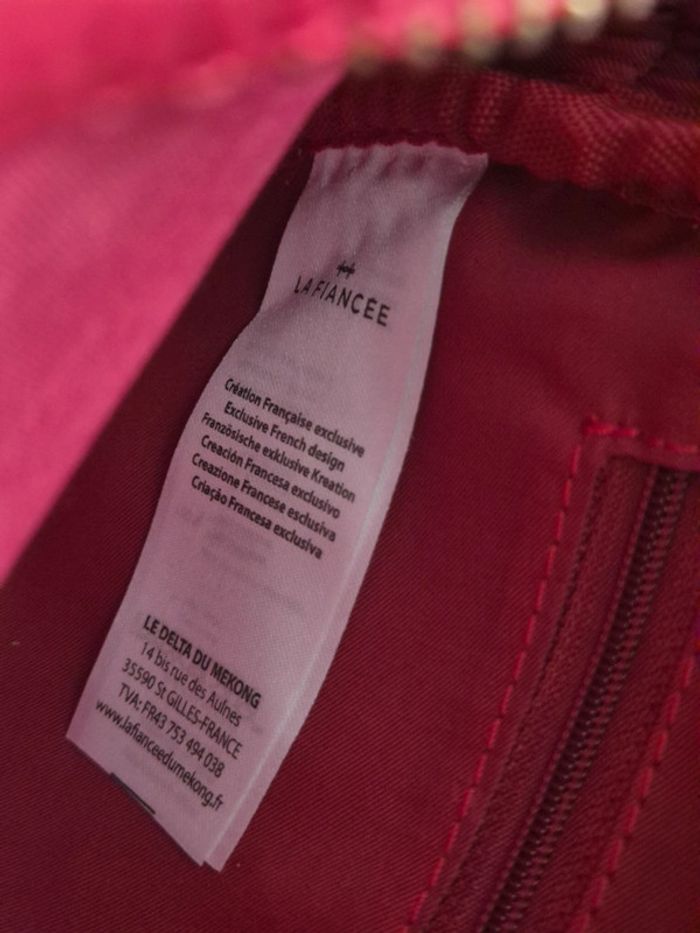 LA FIANCÉE
Création Française exclusive
Exclusive French design
Französische exklusive Kreation
Creación Francesa exclusivo
Creazione Francese esclusiva
Criação Francesa exclusiva
LE DELTA DU MEKONG
14 bis rue des Aulnes
35590 St GILLES-FRANCE
TVA: FR43 753 494 038
www.lafianceedumekong.fr